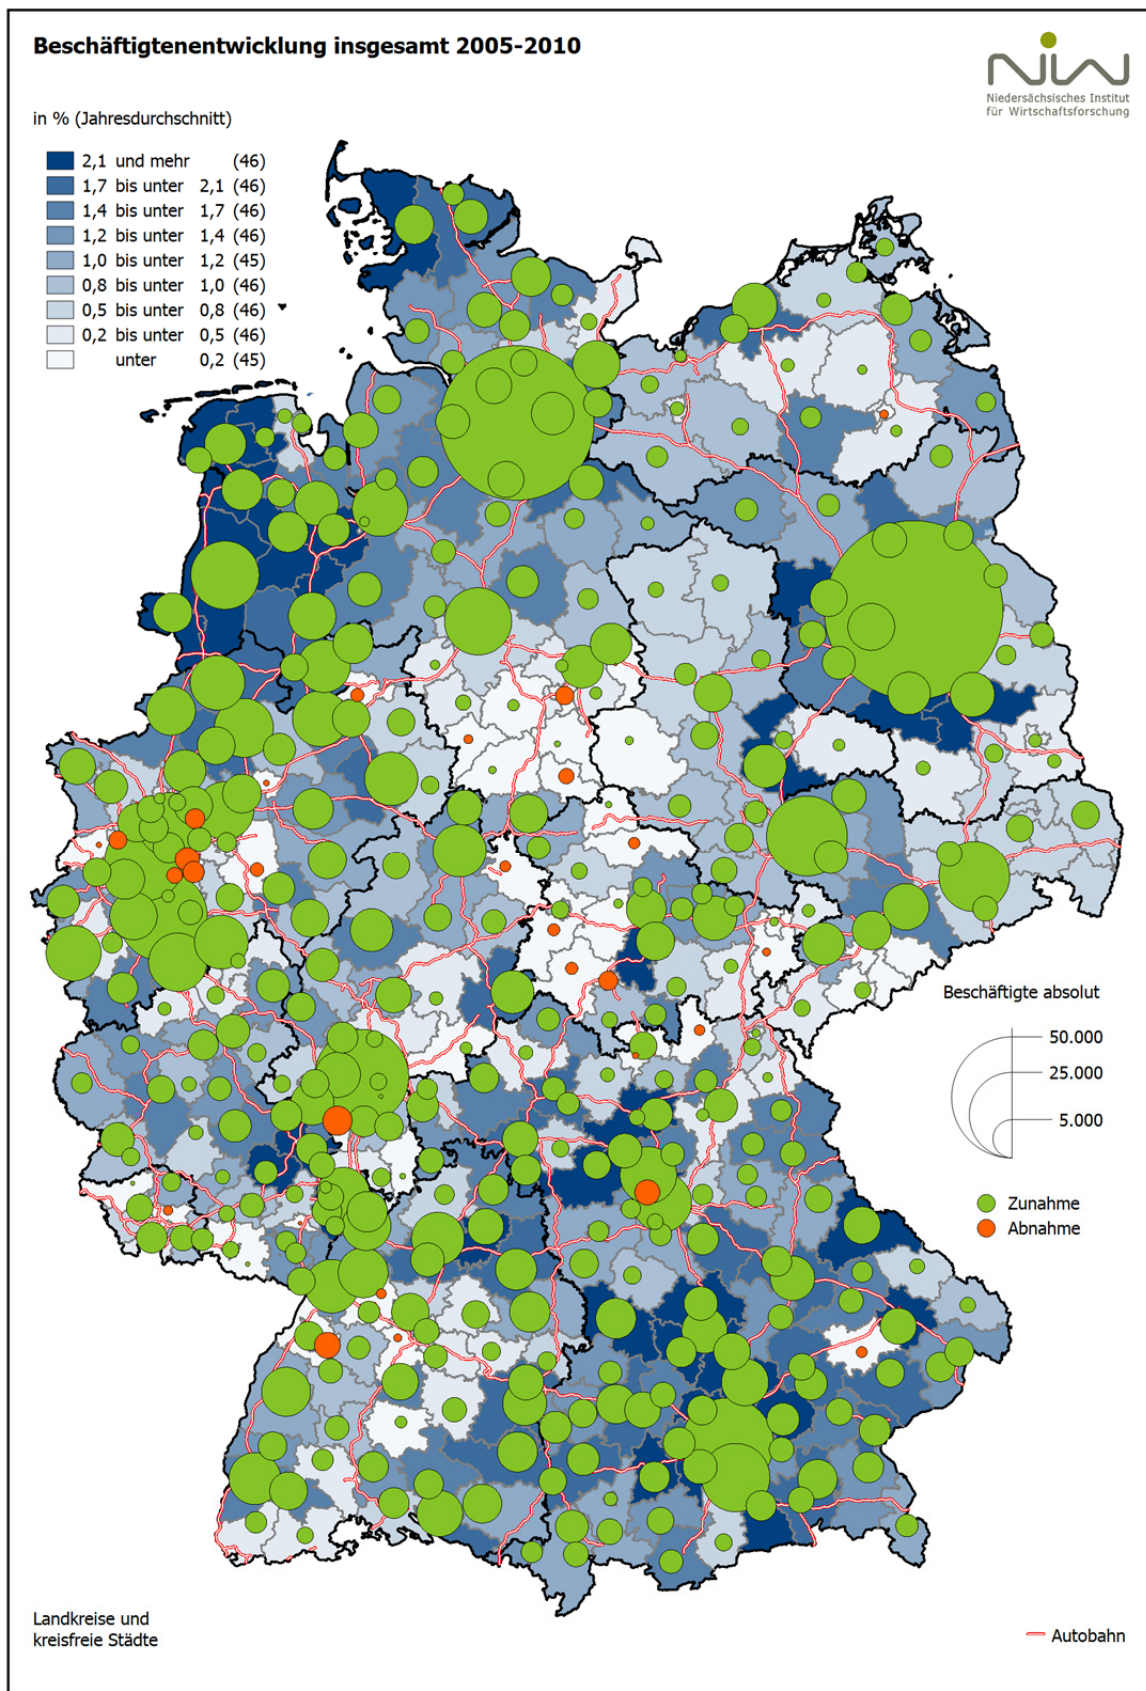 Beschäftigtenentwicklung insgesamt 2005-2010
NIW
Niedersächsisches Institut
für Wirtschaftsforschung
in % (Jahresdurchschnitt)
2,1 und mehr (46)
1,7 bis unter 2,1 (46)
1,4 bis unter 1,7 (46)
1,2 bis unter 1,4 (46)
1,0 bis unter 1,2 (45)
0,8 bis unter 1,0 (46)
0,5 bis unter 0,8 (46)
0,2 bis unter 0,5 (46)
unter 0,2 (45)
Beschäftigte absolut
50.000
25.000
5.000
Zunahme
Abnahme
Landkreise und
kreisfreie Städte
Autobahn